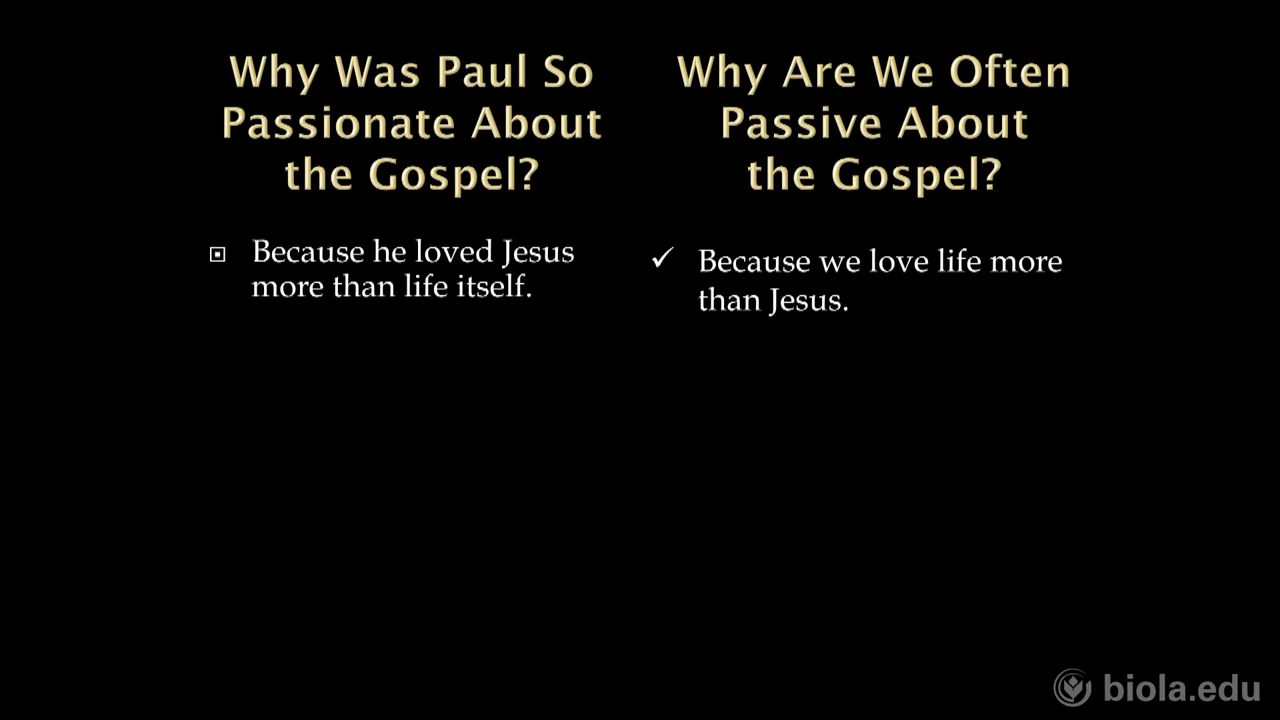 Why Was Paul So
Passionate About
the Gospel?
Because he loved Jesus
more than life itself.
Why Are We Often
Passive About
the Gospel?
Because we love life more
than Jesus.
biola.edu